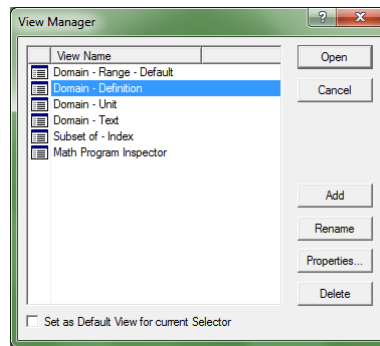 View Manager
View Name
Domain - Range - Default
Domain - Definition
Domain - Unit
Domain - Text
Subset of - Index
Math Program Inspector
Open
Cancel
Add
Rename
Properties...
Delete
Set as Default View for current Selector